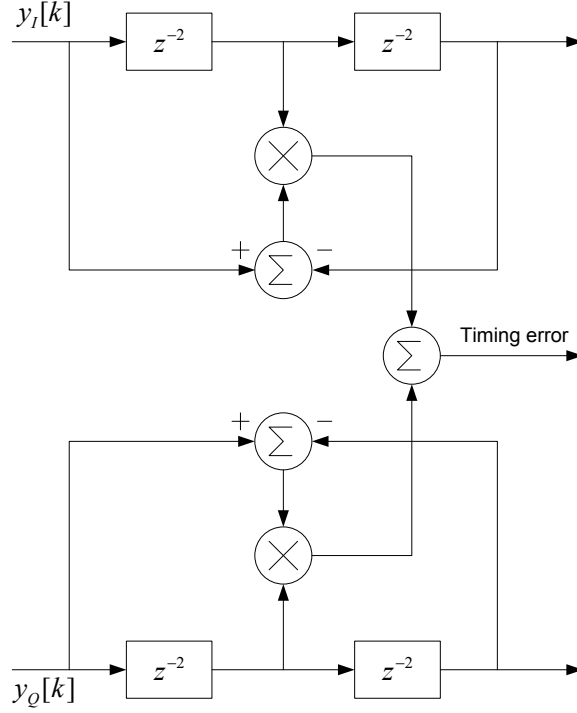 y_I[k]
z⁻²
z⁻²
×
+
Σ
−
Σ
Timing error
+
Σ
−
×
z⁻²
z⁻²
y_Q[k]